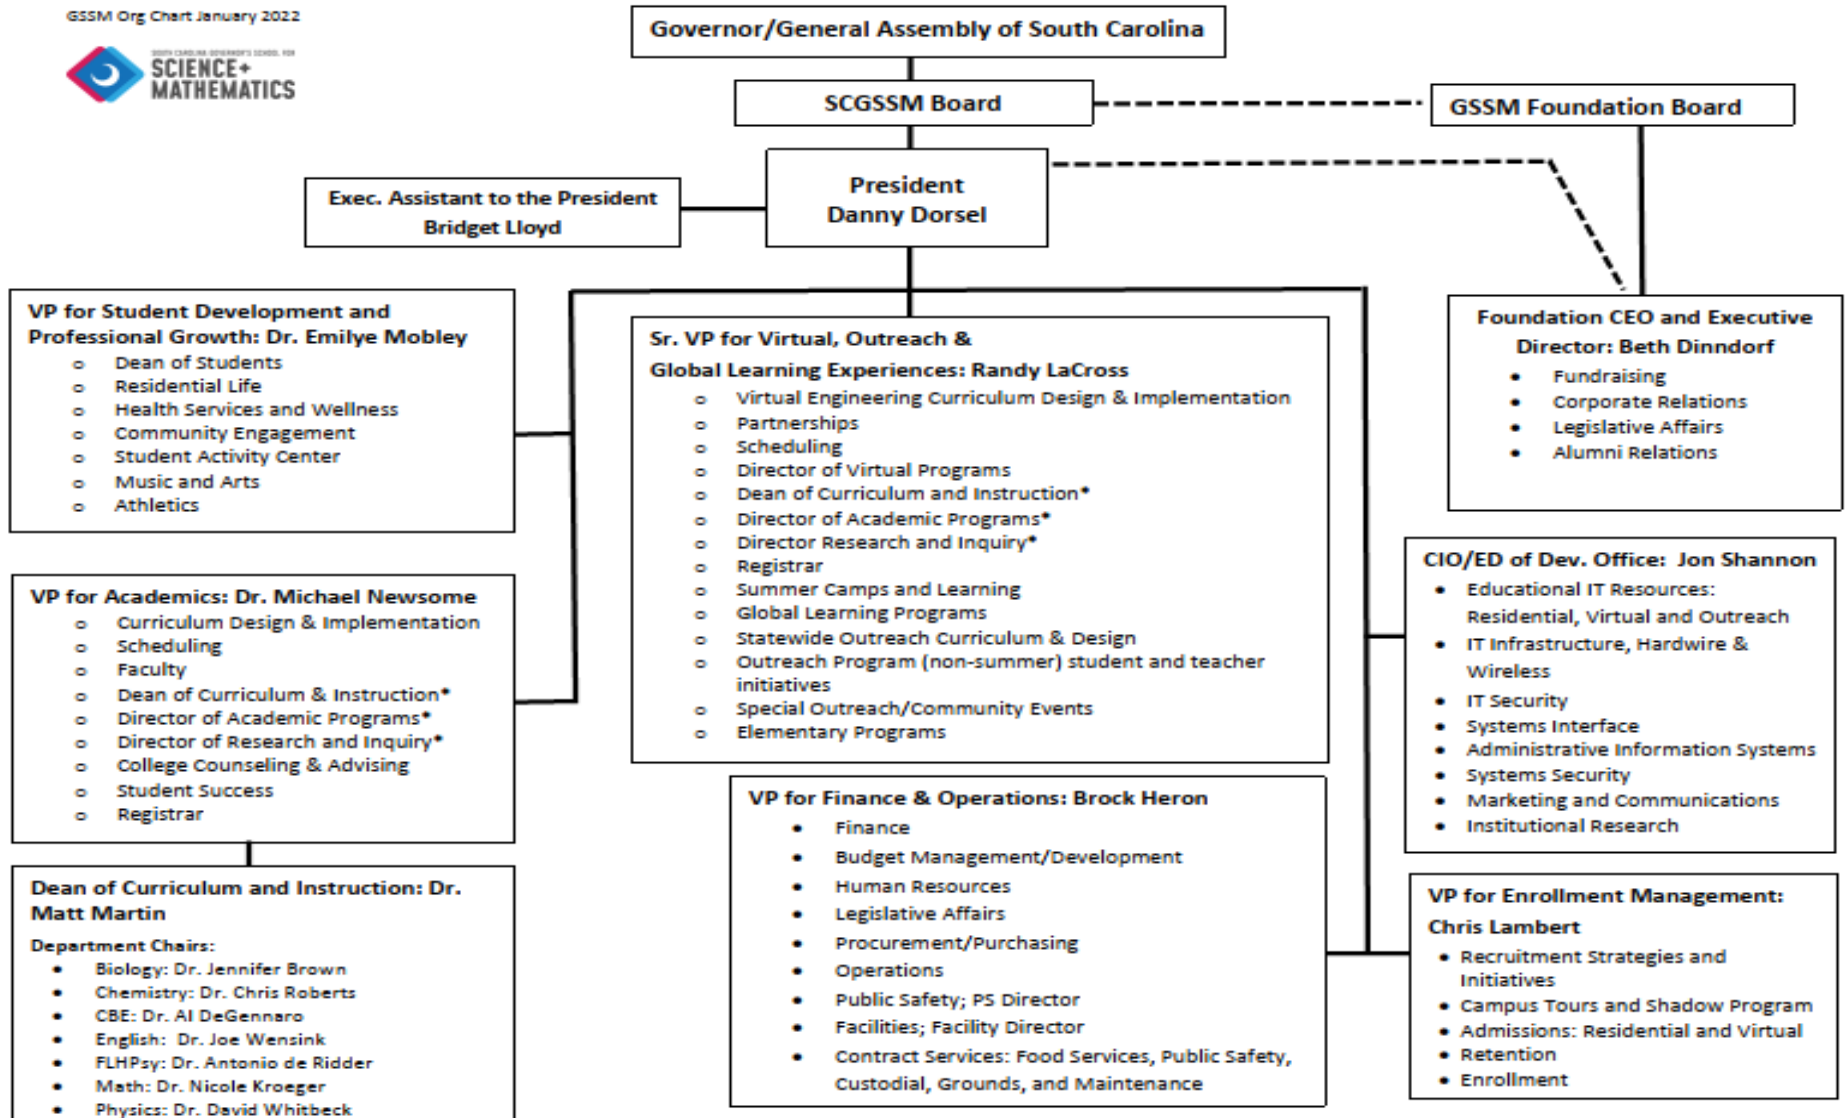 GSSM Org Chart January 2022
SOUTH CAROLINA GOVERNOR'S SCHOOL FOR
SCIENCE+
MATHEMATICS
Governor/General Assembly of South Carolina
SCGSSM Board
GSSM Foundation Board
President
Danny Dorsel
Exec. Assistant to the President
Bridget Lloyd
VP for Student Development and
Professional Growth: Dr. Emilye Mobley
o Dean of Students
o Residential Life
o Health Services and Wellness
o Community Engagement
o Student Activity Center
o Music and Arts
o Athletics
VP for Academics: Dr. Michael Newsome
o Curriculum Design & Implementation
o Scheduling
o Faculty
o Dean of Curriculum & Instruction*
o Director of Academic Programs*
o Director of Research and Inquiry*
o College Counseling & Advising
o Student Success
o Registrar
Dean of Curriculum and Instruction: Dr.
Matt Martin
Department Chairs:
• Biology: Dr. Jennifer Brown
• Chemistry: Dr. Chris Roberts
• CBE: Dr. Al DeGennaro
• English: Dr. Joe Wensink
• FLHPsy: Dr. Antonio de Ridder
• Math: Dr. Nicole Kroeger
• Physics: Dr. David Whitbeck
Sr. VP for Virtual, Outreach &
Global Learning Experiences: Randy LaCross
o Virtual Engineering Curriculum Design & Implementation
o Partnerships
o Scheduling
o Director of Virtual Programs
o Dean of Curriculum and Instruction*
o Director of Academic Programs*
o Director Research and Inquiry*
o Registrar
o Summer Camps and Learning
o Global Learning Programs
o Statewide Outreach Curriculum & Design
o Outreach Program (non-summer) student and teacher
initiatives
o Special Outreach/Community Events
o Elementary Programs
VP for Finance & Operations: Brock Heron
• Finance
• Budget Management/Development
• Human Resources
• Legislative Affairs
• Procurement/Purchasing
• Operations
• Public Safety; PS Director
• Facilities; Facility Director
• Contract Services: Food Services, Public Safety,
Custodial, Grounds, and Maintenance
Foundation CEO and Executive
Director: Beth Dinndorf
• Fundraising
• Corporate Relations
• Legislative Affairs
• Alumni Relations
CIO/ED of Dev. Office: Jon Shannon
• Educational IT Resources:
Residential, Virtual and Outreach
• IT Infrastructure, Hardwire &
Wireless
• IT Security
• Systems Interface
• Administrative Information Systems
• Systems Security
• Marketing and Communications
• Institutional Research
VP for Enrollment Management:
Chris Lambert
• Recruitment Strategies and
Initiatives
• Campus Tours and Shadow Program
• Admissions: Residential and Virtual
• Retention
• Enrollment